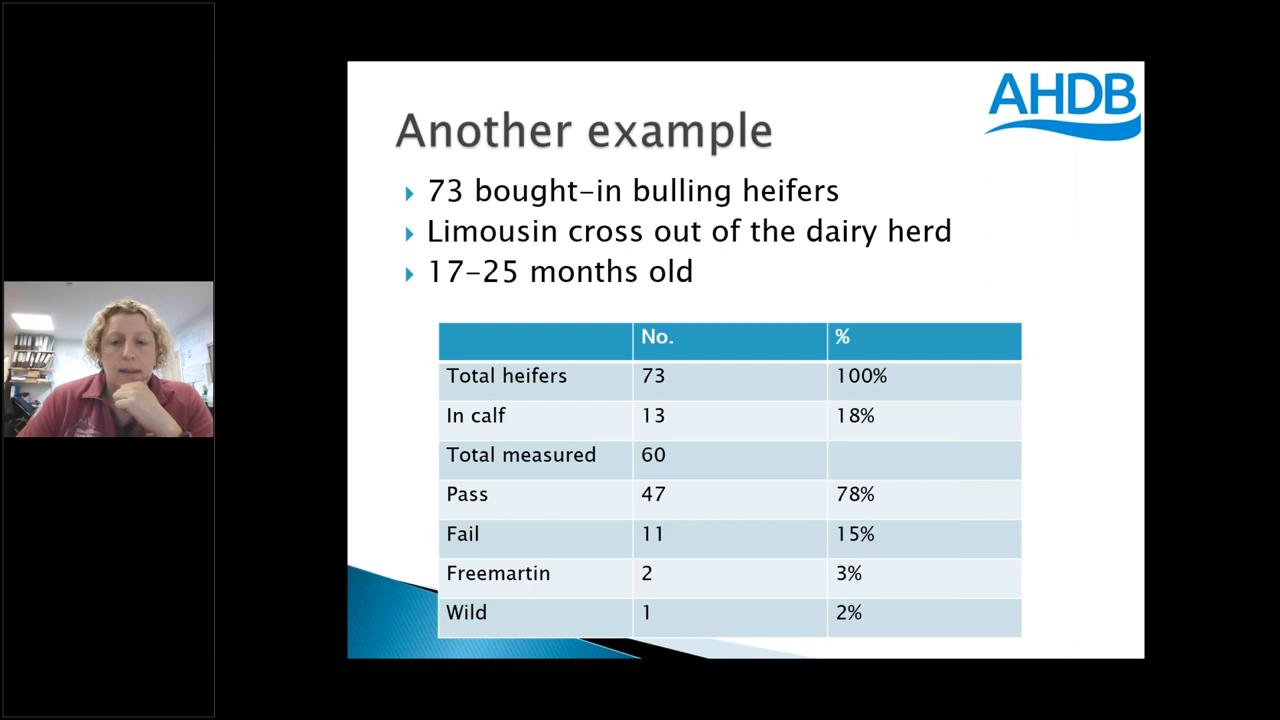 AHDB
Another example
73 bought-in bulling heifers
Limousin cross out of the dairy herd
17-25 months old
No. %
Total heifers 73 100%
In calf 13 18%
Total measured 60
Pass 47 78%
Fail 11 15%
Freemartin 2 3%
Wild 1 2%